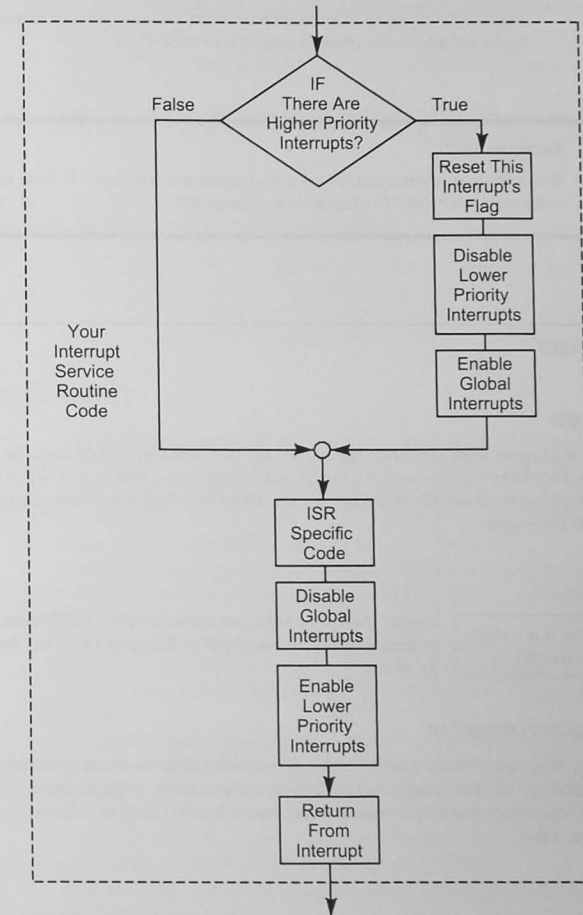 IF
There Are
Higher Priority
Interrupts?
False
True
Reset This
Interrupt's
Flag
Disable
Lower
Priority
Interrupts
Enable
Global
Interrupts
Your
Interrupt
Service
Routine
Code
ISR
Specific
Code
Disable
Global
Interrupts
Enable
Lower
Priority
Interrupts
Return
From
Interrupt